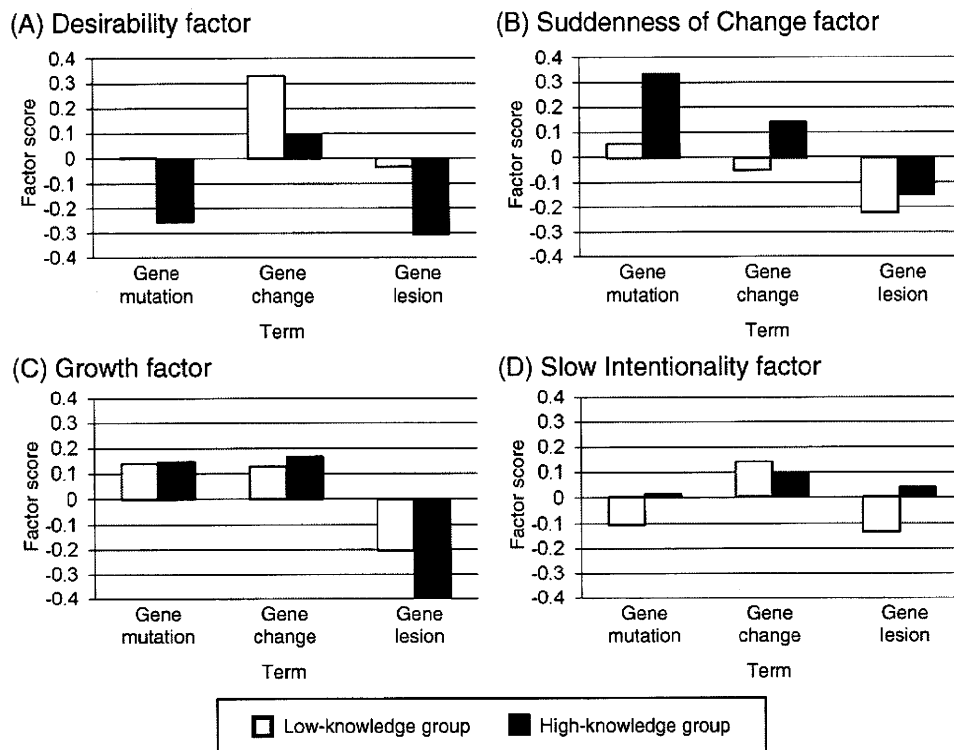 (A) Desirability factor
0.4
0.3
0.2
0.1
0
-0.1
-0.2
-0.3
-0.4
Factor score
Gene mutation
Gene change
Gene lesion
Term
(B) Suddenness of Change factor
0.4
0.3
0.2
0.1
0
-0.1
-0.2
-0.3
-0.4
Factor score
Gene mutation
Gene change
Gene lesion
Term
(C) Growth factor
0.4
0.3
0.2
0.1
0
-0.1
-0.2
-0.3
-0.4
Factor score
Gene mutation
Gene change
Gene lesion
Term
(D) Slow Intentionality factor
0.4
0.3
0.2
0.1
0
-0.1
-0.2
-0.3
-0.4
Factor score
Gene mutation
Gene change
Gene lesion
Term
Low-knowledge group
High-knowledge group